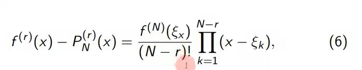 f^{(r)}(x) − P_N^{(r)}(x) = \frac{f^{(N)}(ξ_x)}{(N − r)!} \prod_{k=1}^{N−r} (x − ξ_k), (6)